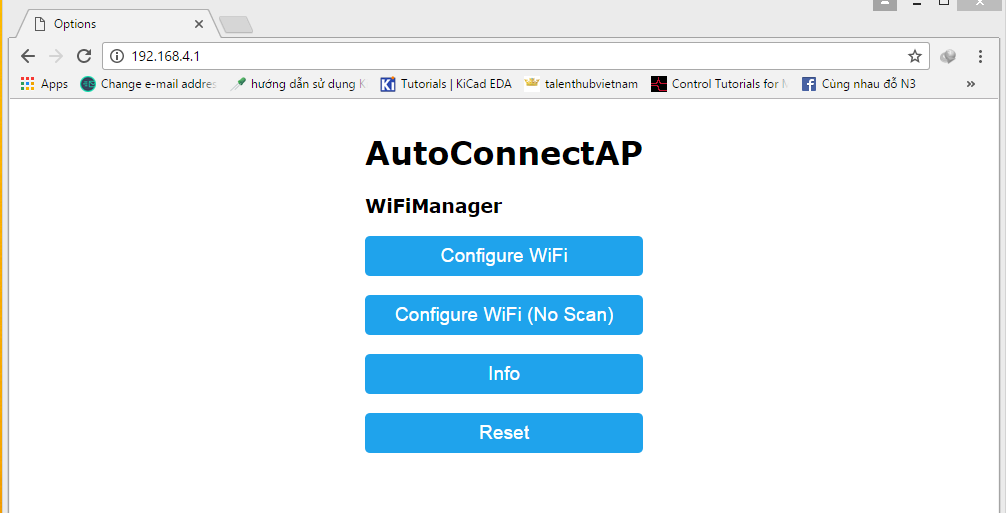 Options
192.168.4.1
Apps
Change e-mail addres
hướng dẫn sử dụng K
Tutorials | KiCad EDA
talenthubvietnam
Control Tutorials for M
Cùng nhau đỗ N3
AutoConnectAP
WiFiManager
Configure WiFi
Configure WiFi (No Scan)
Info
Reset